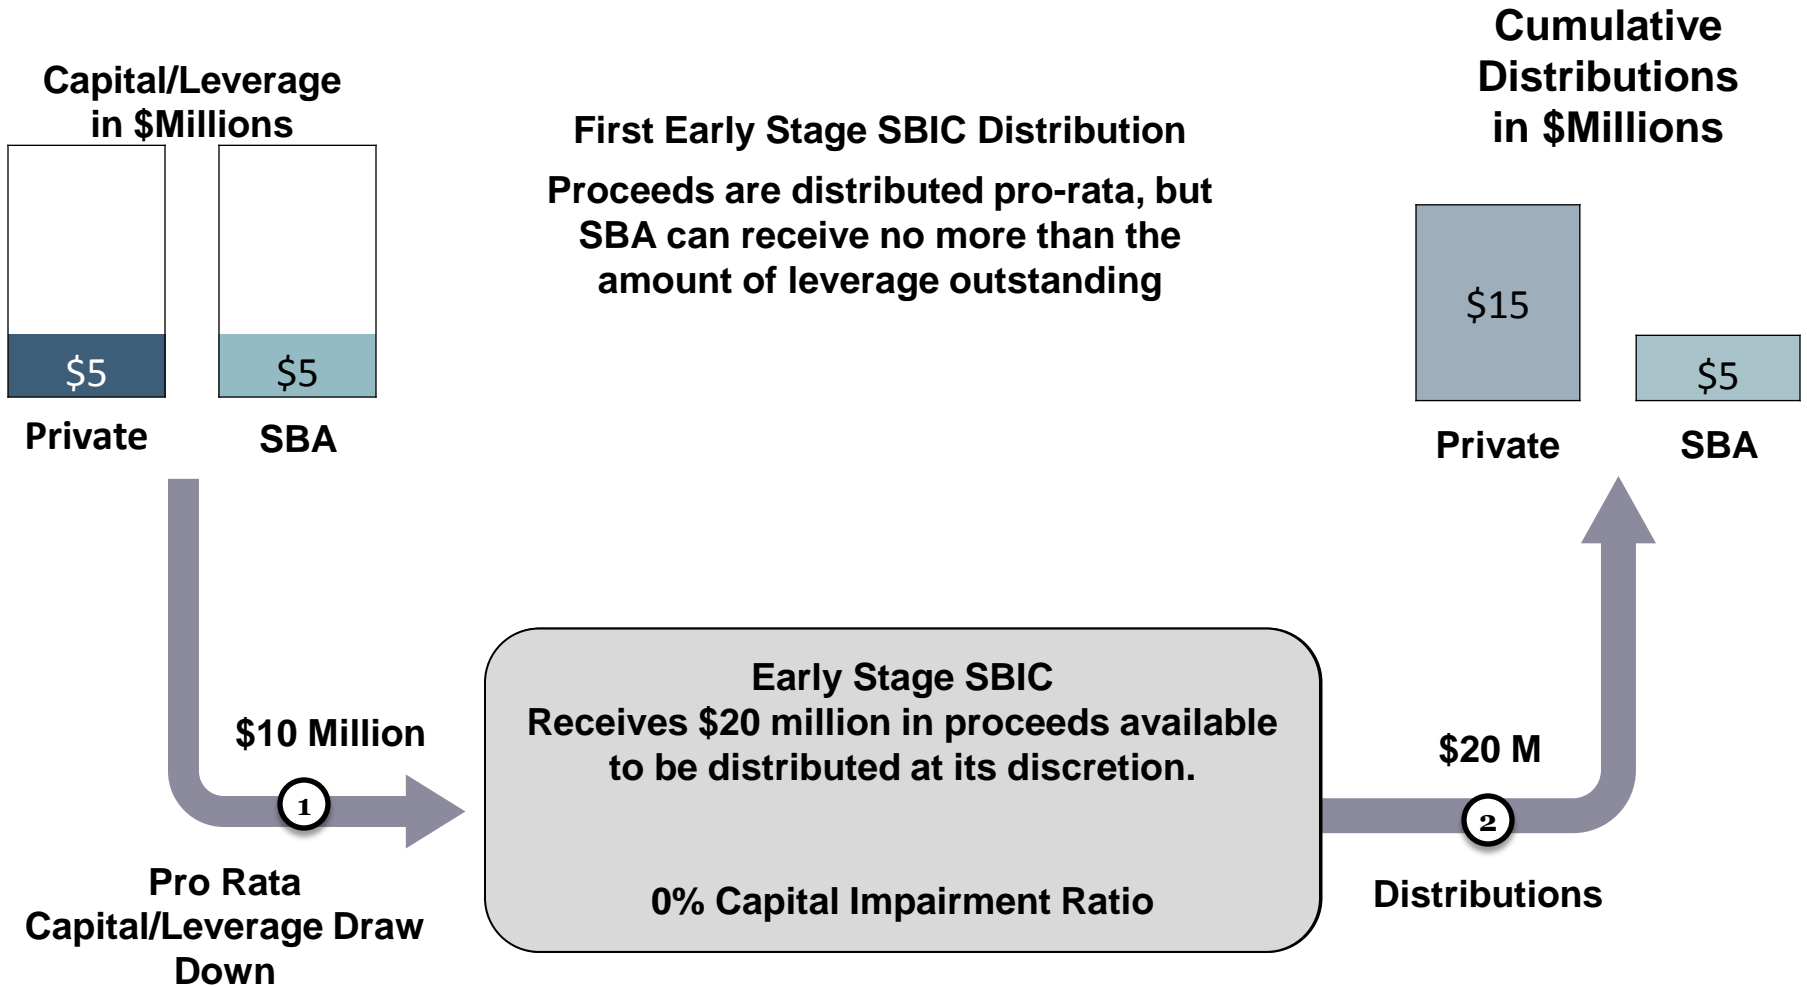 Capital/Leverage
in $Millions
$5
$5
Private
SBA
First Early Stage SBIC Distribution
Proceeds are distributed pro-rata, but
SBA can receive no more than the
amount of leverage outstanding
Cumulative
Distributions
in $Millions
$15
$5
Private
SBA
$10 Million
1
Pro Rata
Capital/Leverage Draw
Down
Early Stage SBIC
Receives $20 million in proceeds available
to be distributed at its discretion.
0% Capital Impairment Ratio
$20 M
2
Distributions